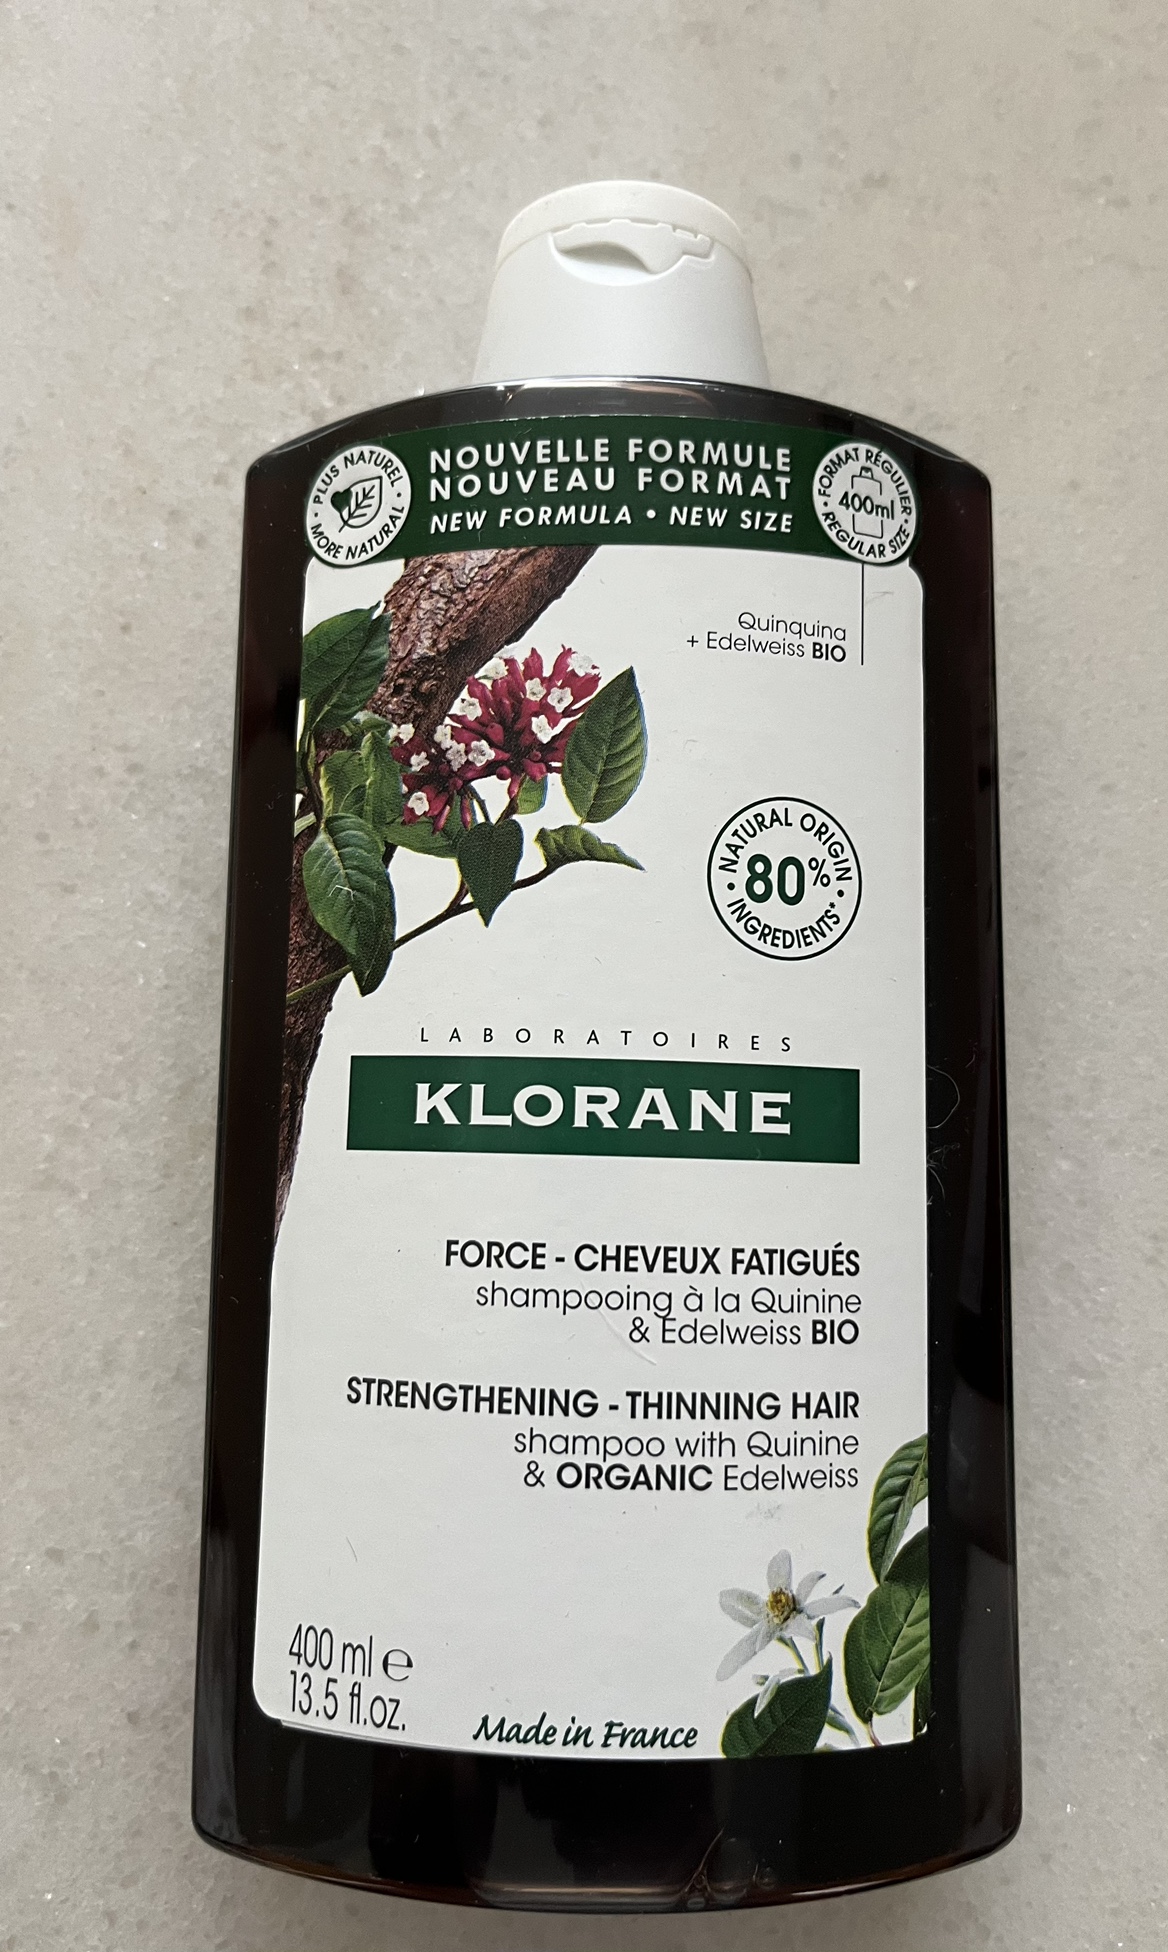 NOUVELLE FORMULE
NOUVEAU FORMAT
NEW FORMULA • NEW SIZE
• PLUS NATUREL •
MORE NATURAL
• FORMAT RÉGULIER •
400ml
REGULAR SIZE
Quinquina
+ Edelweiss BIO
• NATURAL ORIGIN •
80%
INGREDIENTS*
LABORATOIRES
KLORANE
FORCE - CHEVEUX FATIGUÉS
shampooing à la Quinine
& Edelweiss BIO
STRENGTHENING - THINNING HAIR
shampoo with Quinine
& ORGANIC Edelweiss
400 ml e
13.5 fl.oz.
Made in France